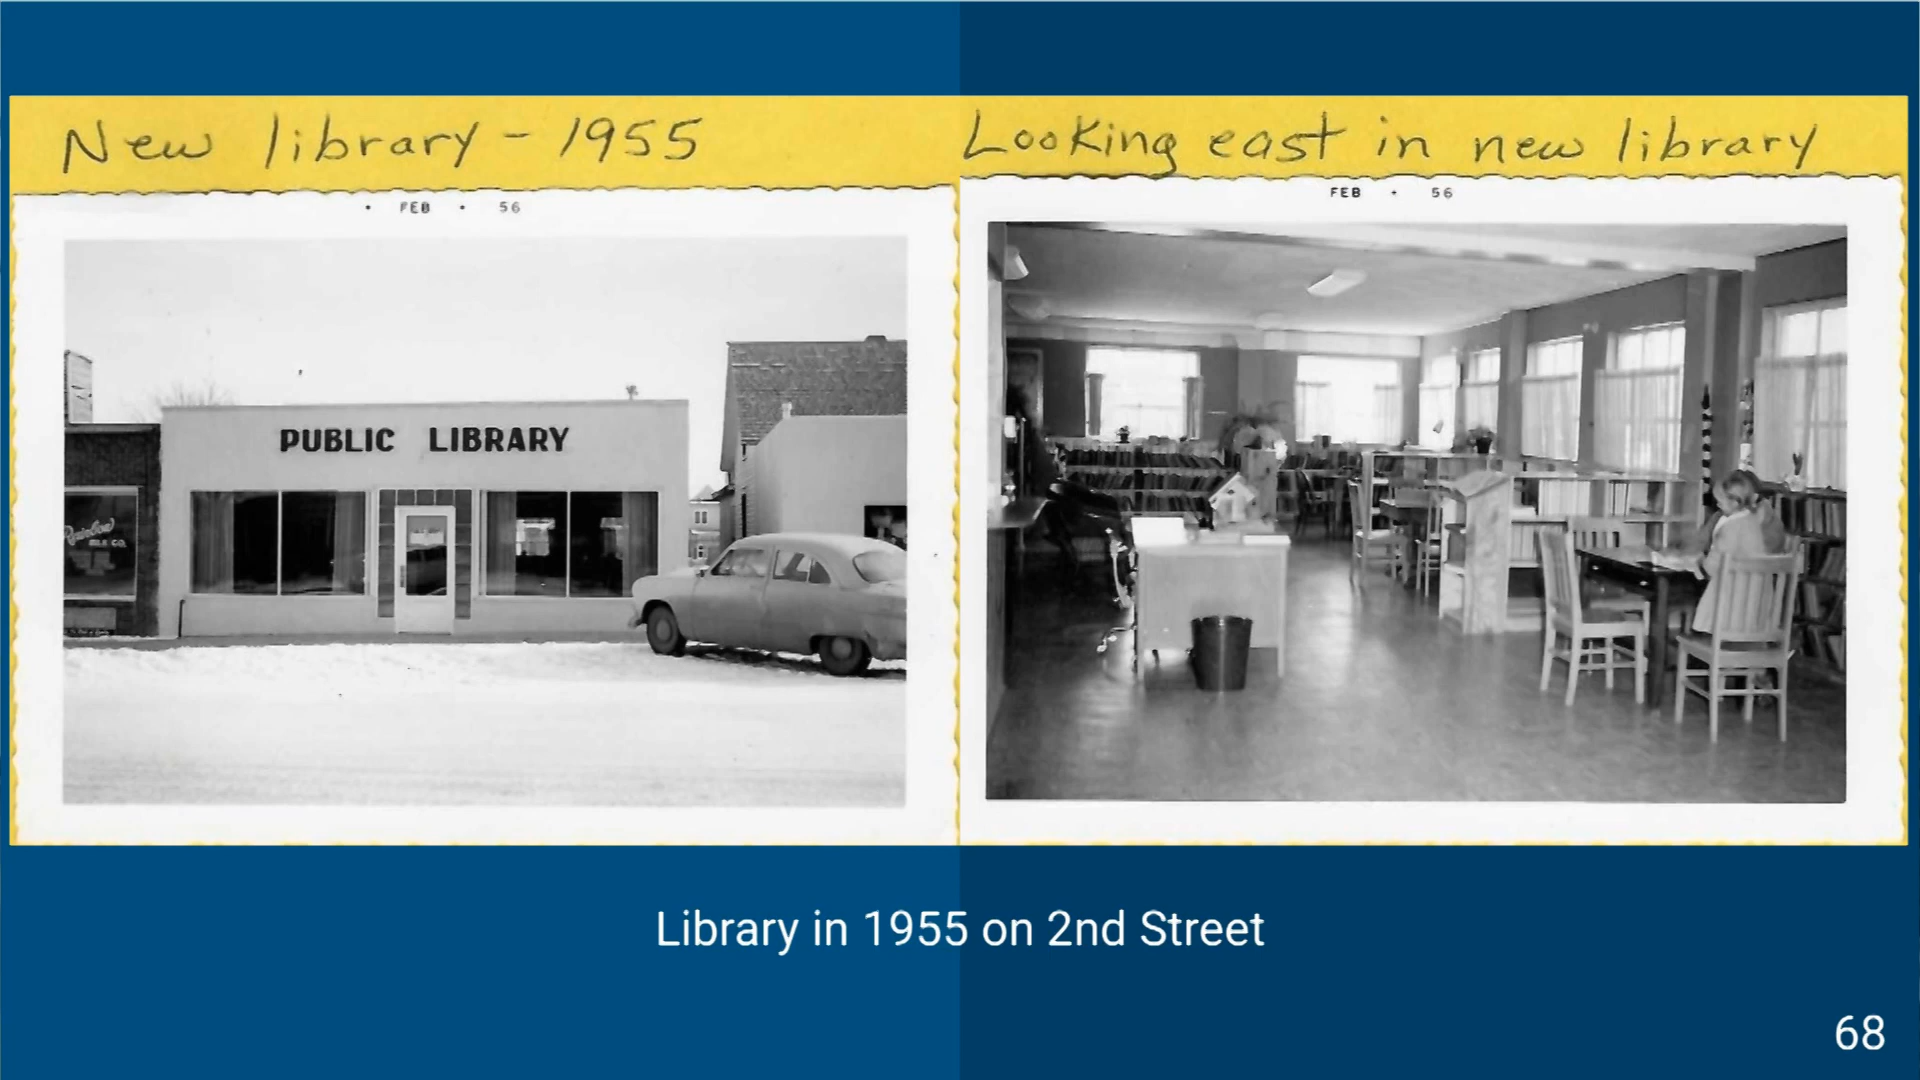 New library - 1955
Looking east in new library
• FEB • 56
FEB • 56
PUBLIC LIBRARY
Rainbow
Library in 1955 on 2nd Street
68